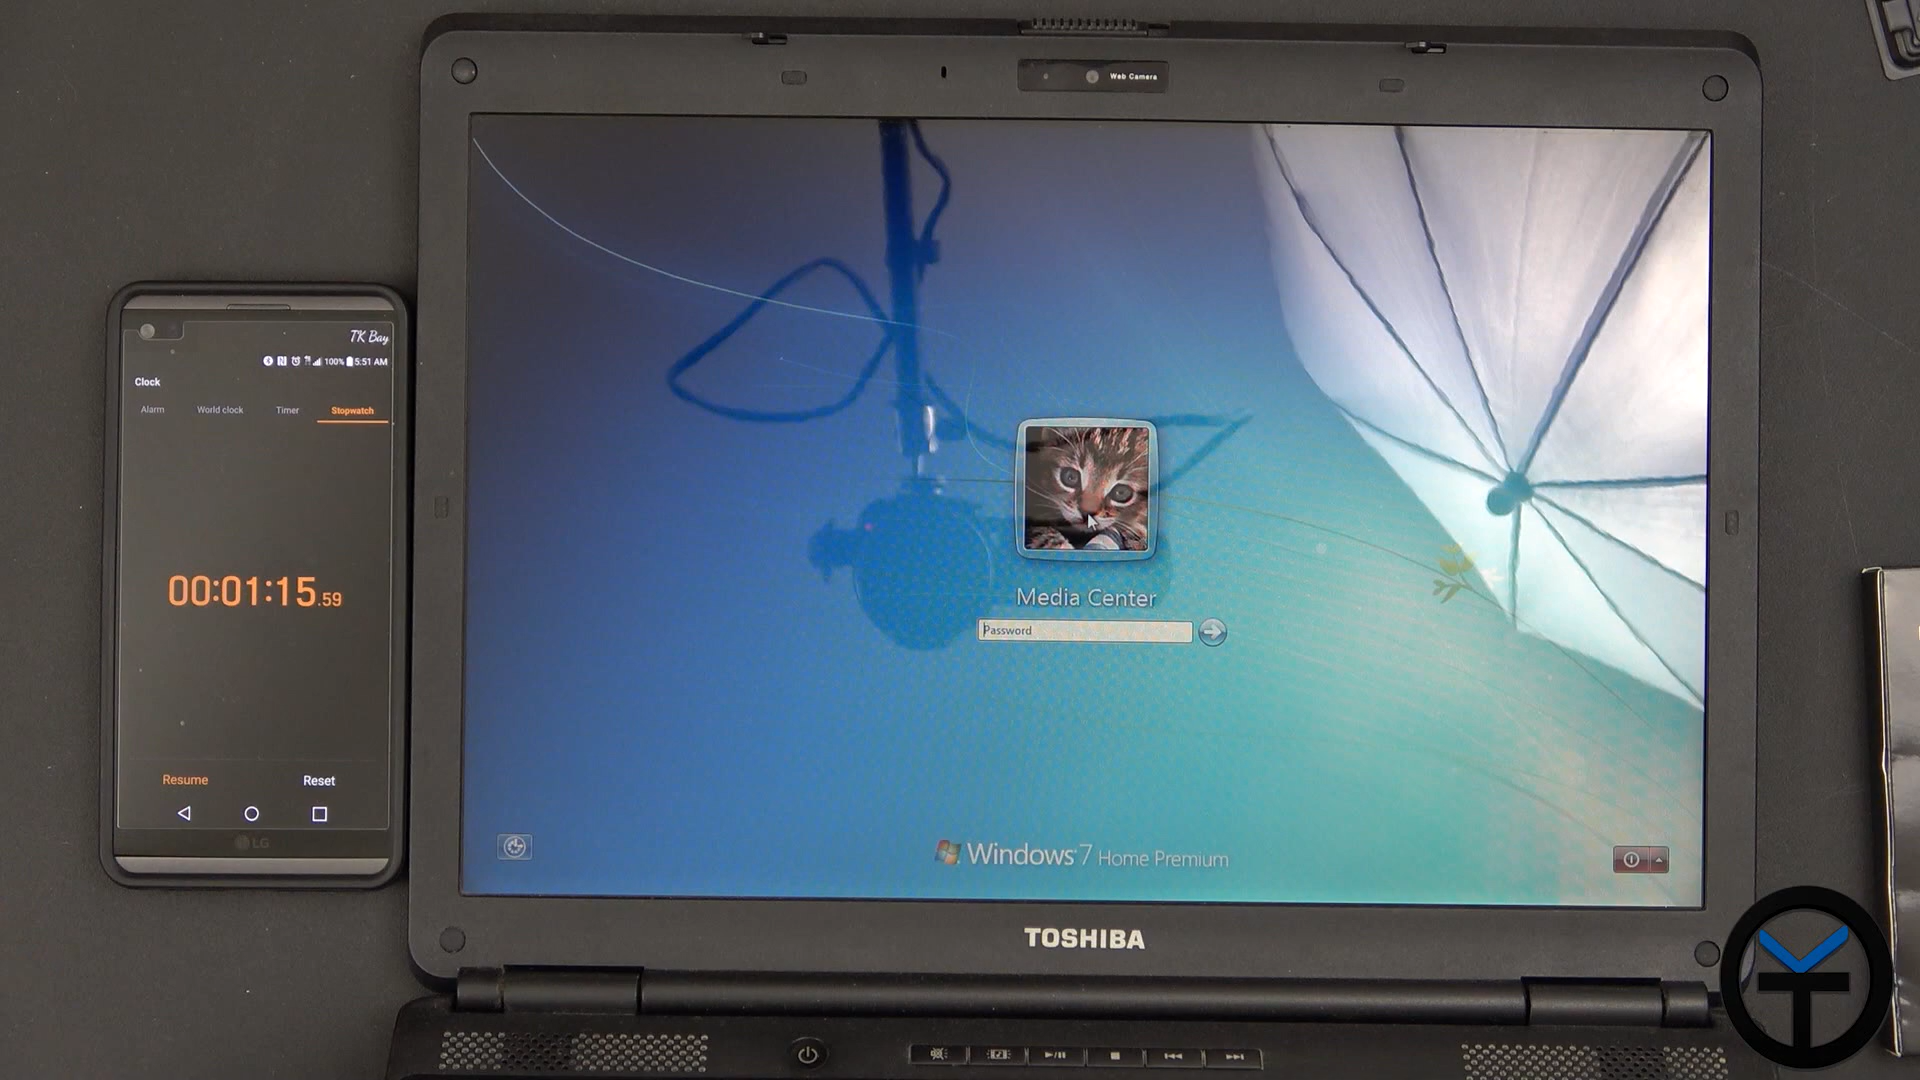 Web Camera
TK Bay
100% 5:51 AM
Clock
Alarm World clock Timer Stopwatch
00:01:15.59
Resume Reset
LG
Media Center
Password
Windows 7 Home Premium
TOSHIBA